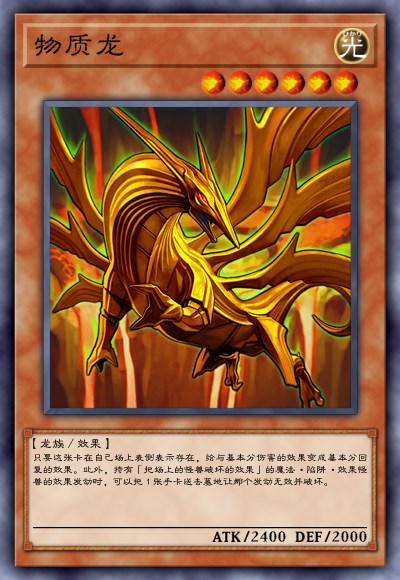 物质龙
ひかり
光
【龙族／效果】
只要这张卡在自己场上表侧表示存在，给与基本分伤害的效果变成基本分回
复的效果。此外，持有「把场上的怪兽破坏的效果」的魔法·陷阱·效果怪
兽的效果发动时，可以把１张手卡送去墓地让那个发动无效并破坏。
ATK/2400 DEF/2000